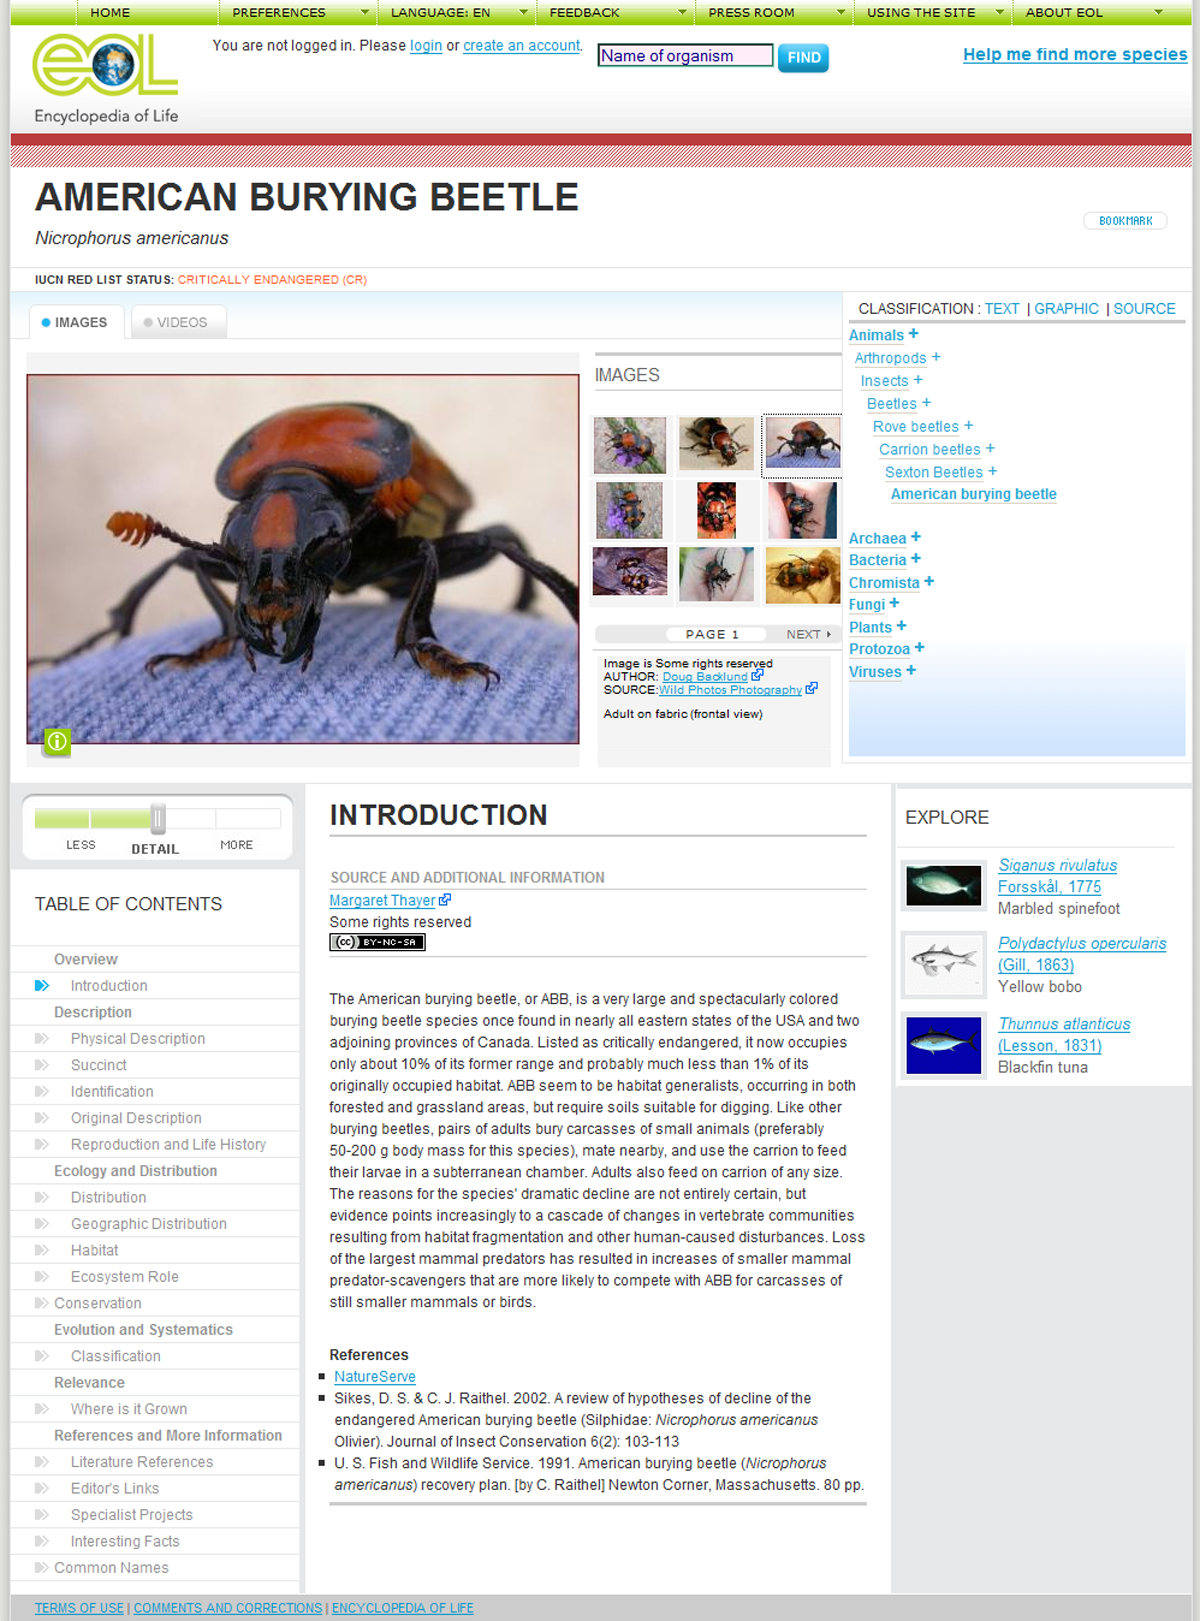 HOME PREFERENCES LANGUAGE: EN FEEDBACK PRESS ROOM USING THE SITE ABOUT EOL
eOL
Encyclopedia of Life
You are not logged in. Please login or create an account.
Name of organism FIND
Help me find more species
AMERICAN BURYING BEETLE
Nicrophorus americanus
BOOKMARK
IUCN RED LIST STATUS: CRITICALLY ENDANGERED (CR)
IMAGES VIDEOS
IMAGES
PAGE 1 NEXT
Image is Some rights reserved
AUTHOR: Doug Backlund
SOURCE:Wild Photos Photography
Adult on fabric (frontal view)
CLASSIFICATION : TEXT | GRAPHIC | SOURCE
Animals +
Arthropods +
Insects +
Beetles +
Rove beetles +
Carrion beetles +
Sexton Beetles +
American burying beetle
Archaea +
Bacteria +
Chromista +
Fungi +
Plants +
Protozoa +
Viruses +
LESS DETAIL MORE
TABLE OF CONTENTS
Overview
Introduction
Description
Physical Description
Succinct
Identification
Original Description
Reproduction and Life History
Ecology and Distribution
Distribution
Geographic Distribution
Habitat
Ecosystem Role
Conservation
Evolution and Systematics
Classification
Relevance
Where is it Grown
References and More Information
Literature References
Editor's Links
Specialist Projects
Interesting Facts
Common Names
INTRODUCTION
SOURCE AND ADDITIONAL INFORMATION
Margaret Thayer
Some rights reserved
cc BY-NC-SA
The American burying beetle, or ABB, is a very large and spectacularly colored
burying beetle species once found in nearly all eastern states of the USA and two
adjoining provinces of Canada. Listed as critically endangered, it now occupies
only about 10% of its former range and probably much less than 1% of its
originally occupied habitat. ABB seem to be habitat generalists, occurring in both
forested and grassland areas, but require soils suitable for digging. Like other
burying beetles, pairs of adults bury carcasses of small animals (preferably
50-200 g body mass for this species), mate nearby, and use the carrion to feed
their larvae in a subterranean chamber. Adults also feed on carrion of any size.
The reasons for the species' dramatic decline are not entirely certain, but
evidence points increasingly to a cascade of changes in vertebrate communities
resulting from habitat fragmentation and other human-caused disturbances. Loss
of the largest mammal predators has resulted in increases of smaller mammal
predator-scavengers that are more likely to compete with ABB for carcasses of
still smaller mammals or birds.
References
NatureServe
Sikes, D. S. & C. J. Raithel. 2002. A review of hypotheses of decline of the
endangered American burying beetle (Silphidae: Nicrophorus americanus
Olivier). Journal of Insect Conservation 6(2): 103-113
U. S. Fish and Wildlife Service. 1991. American burying beetle (Nicrophorus
americanus) recovery plan. [by C. Raithel] Newton Corner, Massachusetts. 80 pp.
EXPLORE
Siganus rivulatus
Forsskål, 1775
Marbled spinefoot
Polydactylus opercularis
(Gill, 1863)
Yellow bobo
Thunnus atlanticus
(Lesson, 1831)
Blackfin tuna
TERMS OF USE | COMMENTS AND CORRECTIONS | ENCYCLOPEDIA OF LIFE